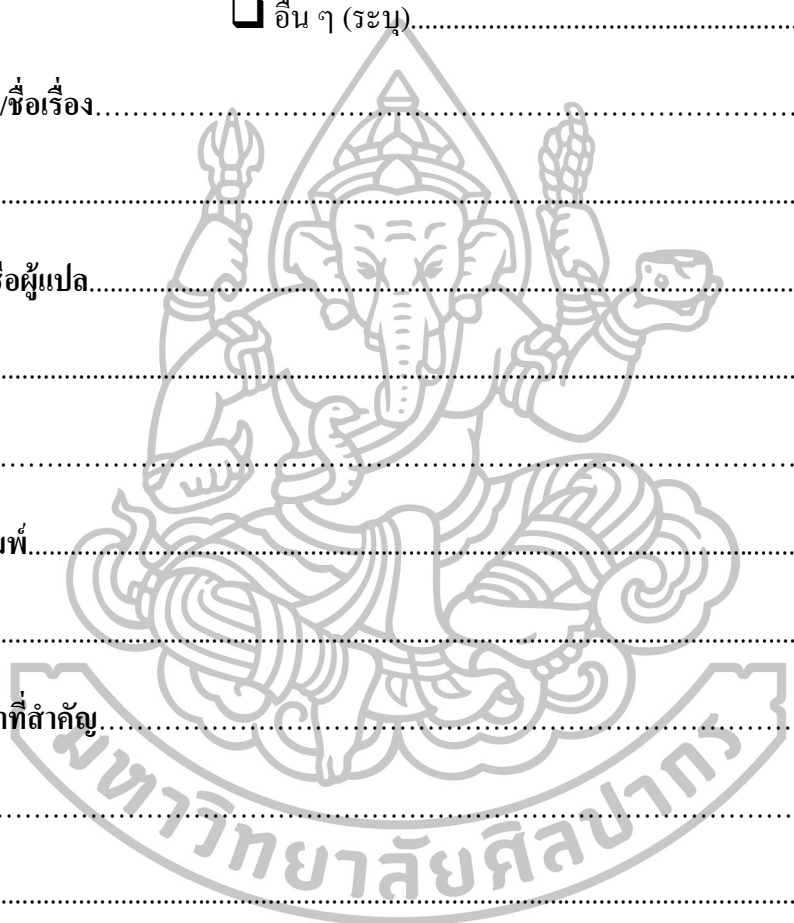 ❑ อื่น ๆ (ระบุ)..........................................................
/ชื่อเรื่อง..........................................................................................
..........................................................................................
ชื่อผู้แปล..........................................................................................
..........................................................................................
..........................................................................................
มพ์..........................................................................................
..........................................................................................
ที่สำคัญ..........................................................................................
..........................................................................................
..........................................................................................
มหาวิทยาลัยศิลปากร